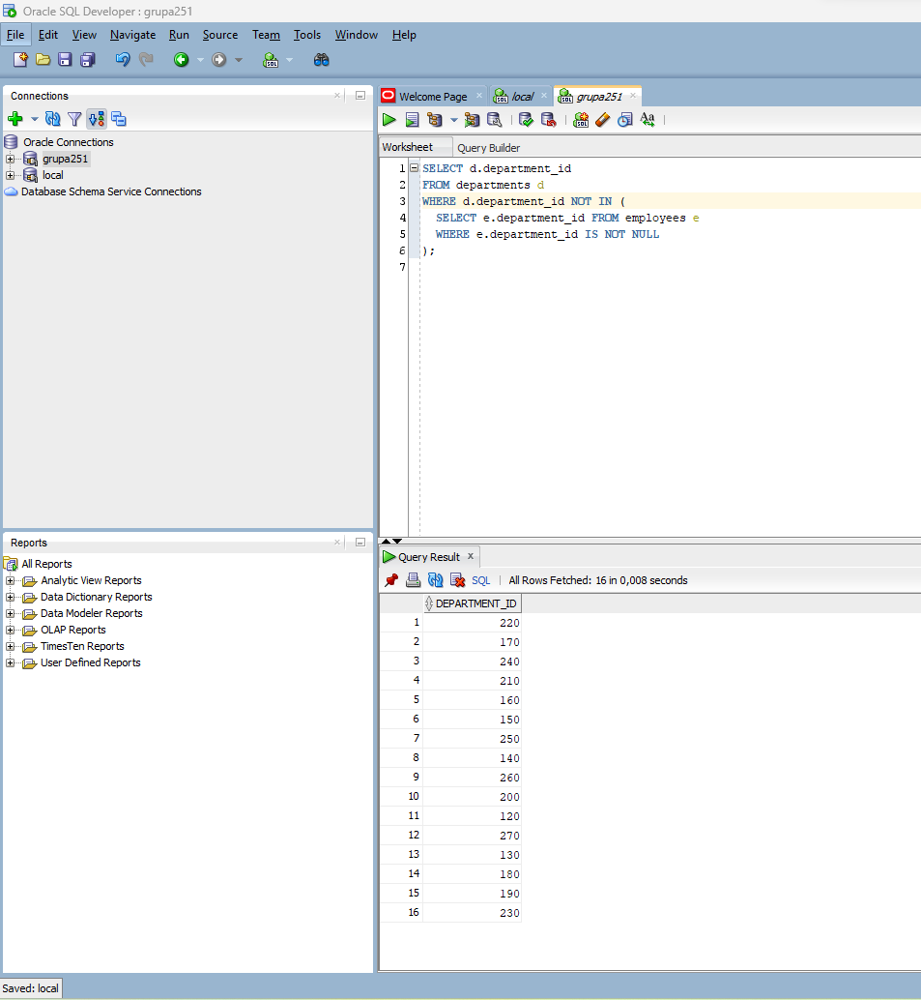 Oracle SQL Developer : grupa251
File Edit View Navigate Run Source Team Tools Window Help
Connections
Oracle Connections
grupa251
local
Database Schema Service Connections
Reports
All Reports
Analytic View Reports
Data Dictionary Reports
Data Modeler Reports
OLAP Reports
TimesTen Reports
User Defined Reports
Welcome Page local grupa251
Worksheet Query Builder
1 SELECT d.department_id
2 FROM departments d
3 WHERE d.department_id NOT IN (
4 SELECT e.department_id FROM employees e
5 WHERE e.department_id IS NOT NULL
6 );
7
Query Result
SQL All Rows Fetched: 16 in 0,008 seconds
DEPARTMENT_ID
1 220
2 170
3 240
4 210
5 160
6 150
7 250
8 140
9 260
10 200
11 120
12 270
13 130
14 180
15 190
16 230
Saved: local